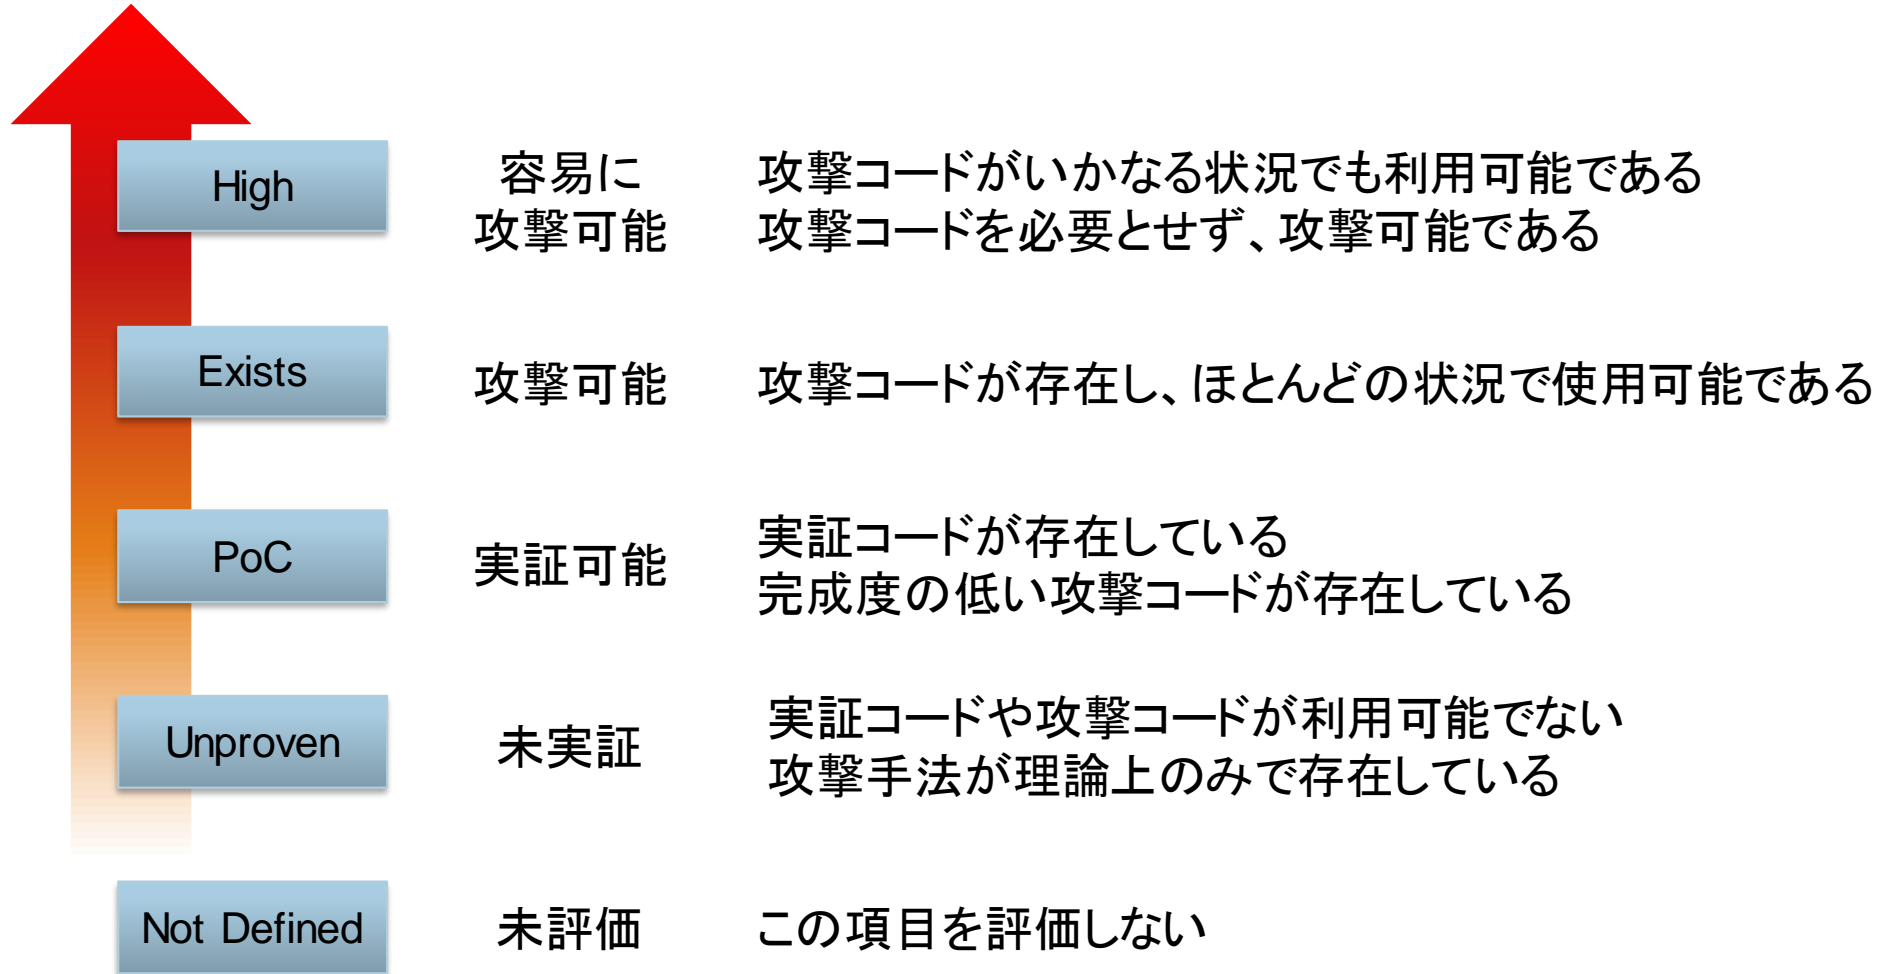 High
容易に
攻撃可能
攻撃コードがいかなる状況でも利用可能である
攻撃コードを必要とせず、攻撃可能である
Exists
攻撃可能
攻撃コードが存在し、ほとんどの状況で使用可能である
PoC
実証可能
実証コードが存在している
完成度の低い攻撃コードが存在している
Unproven
未実証
実証コードや攻撃コードが利用可能でない
攻撃手法が理論上のみで存在している
Not Defined
未評価
この項目を評価しない